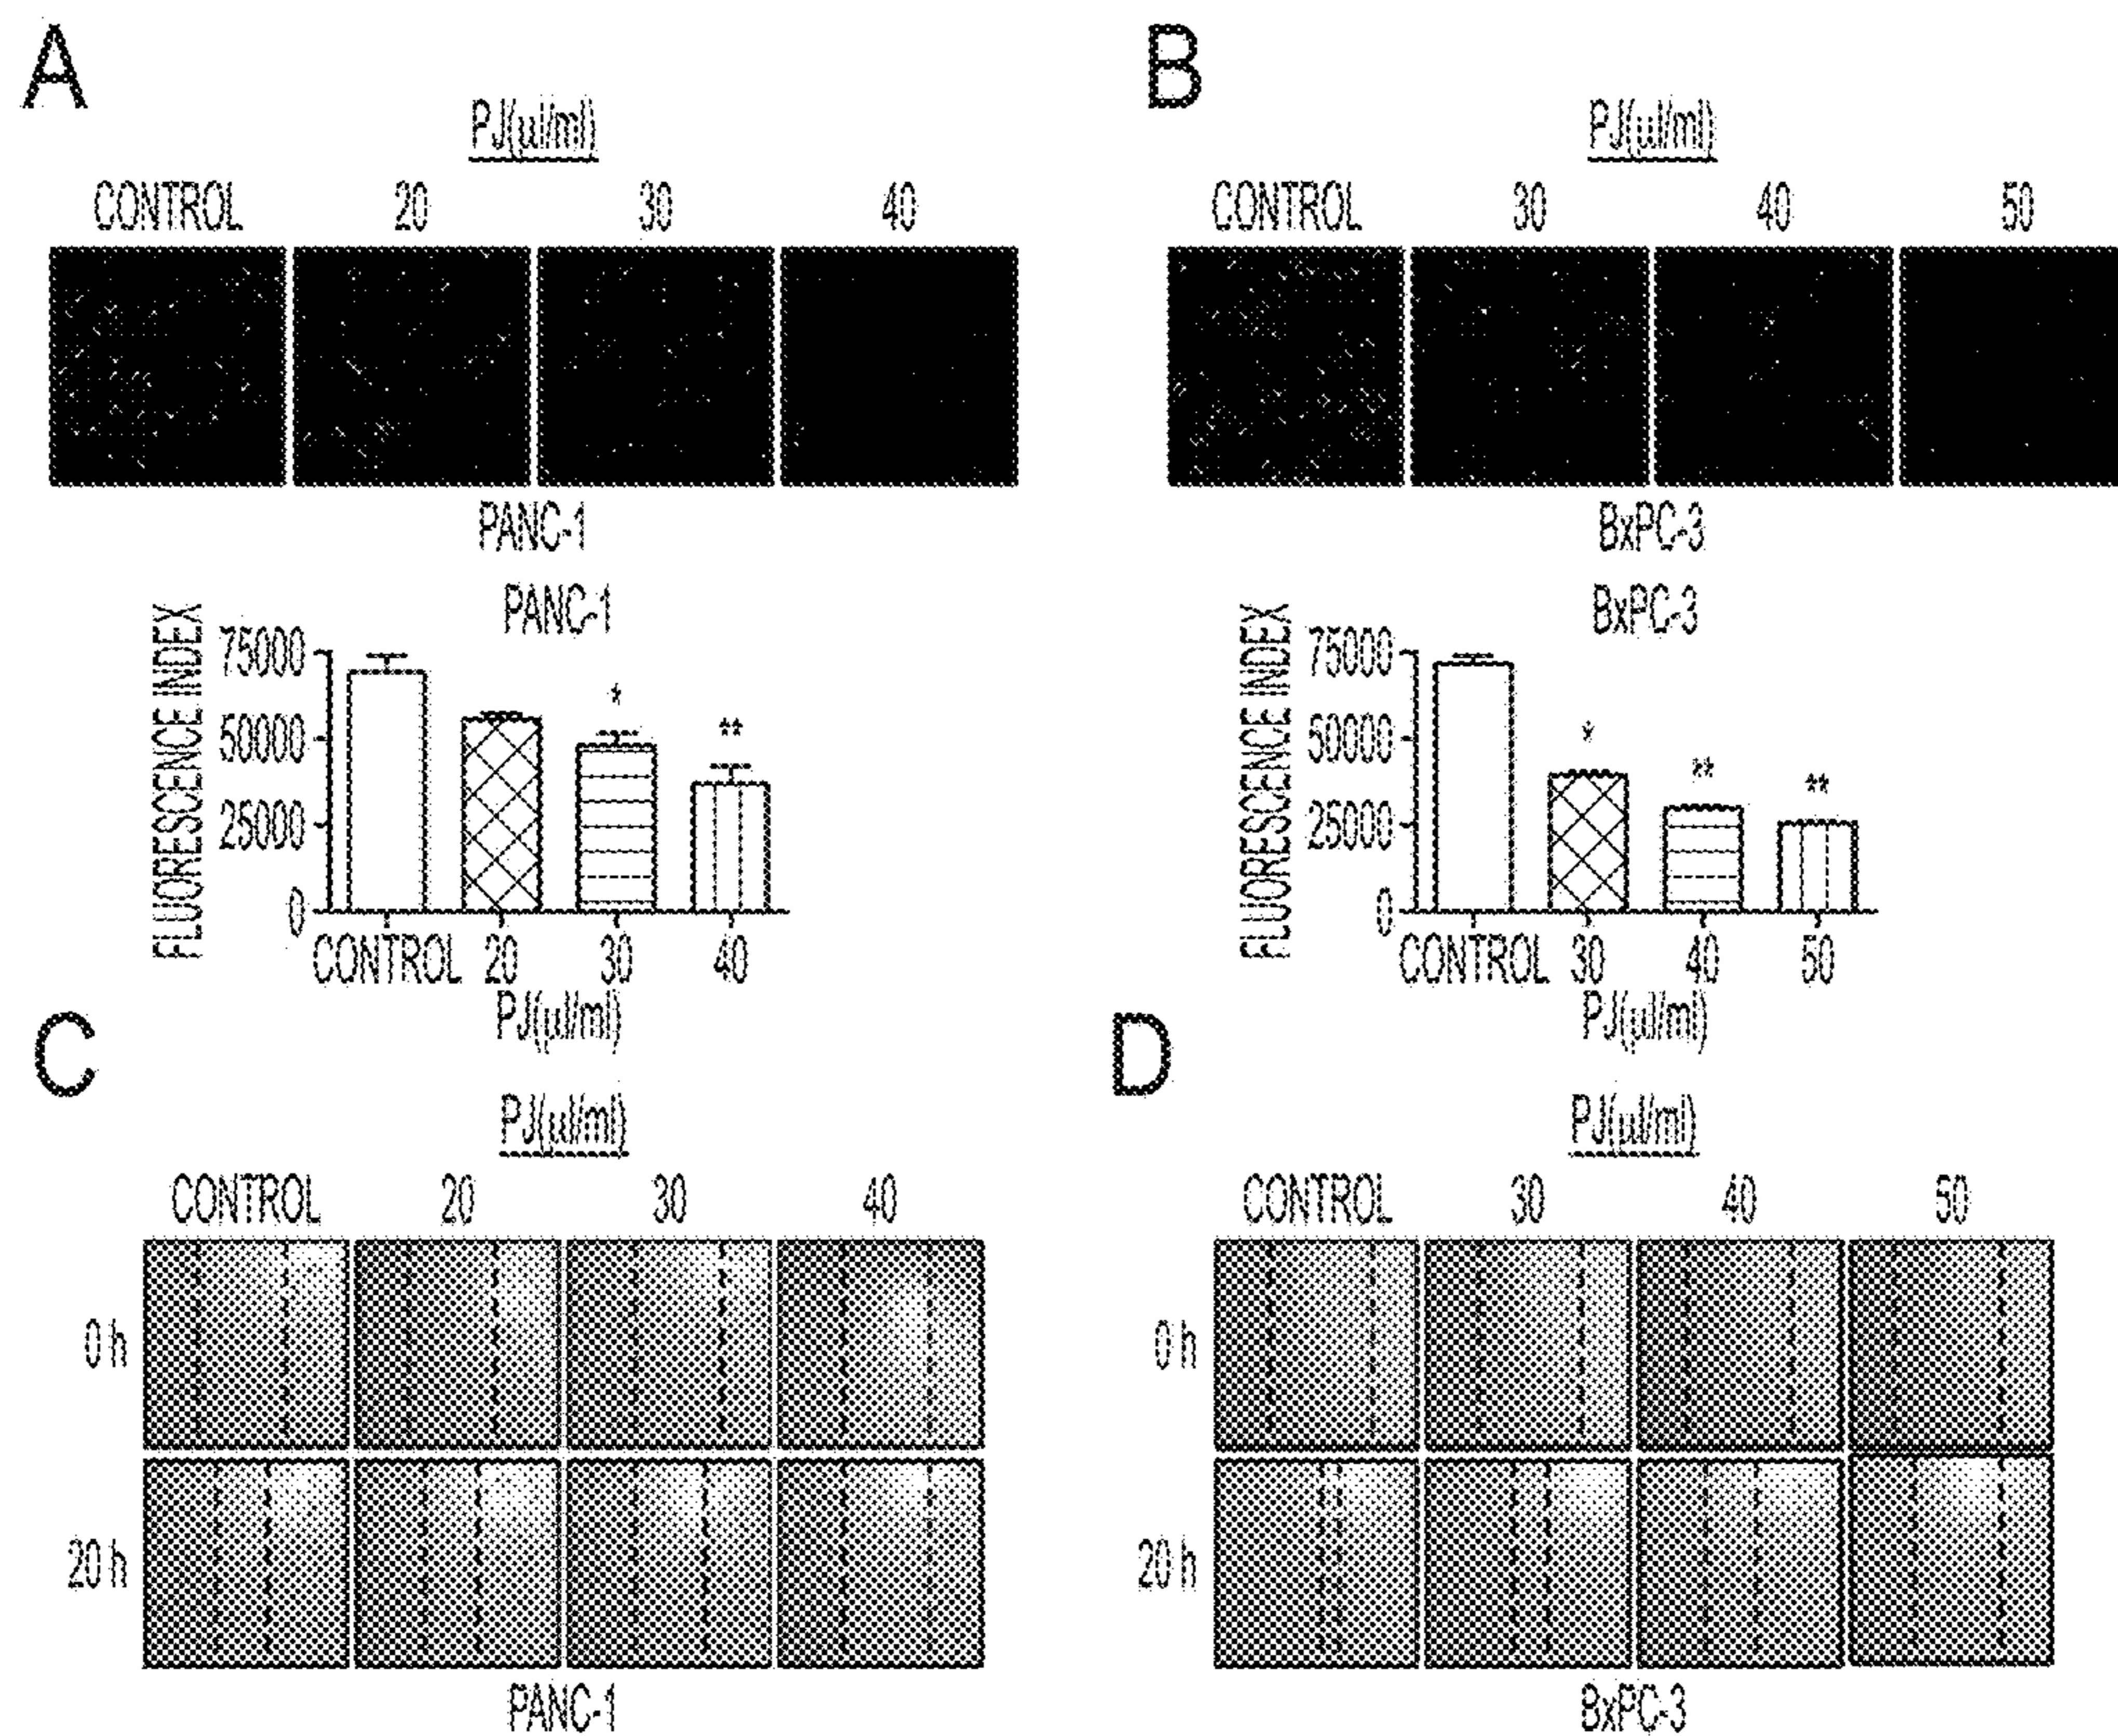 A
PJ(μl/ml)
CONTROL 20 30 40
PANC-1
PANC-1
FLUORESCENCE INDEX
75000
50000
25000
0
*
**
CONTROL 20 30 40
PJ(μl/ml)
B
PJ(μl/ml)
CONTROL 30 40 50
BxPC-3
BxPC-3
FLUORESCENCE INDEX
75000
50000
25000
0
*
**
**
CONTROL 30 40 50
PJ(μl/ml)
C
PJ(μl/ml)
CONTROL 20 30 40
0 h
20 h
PANC-1
D
PJ(μl/ml)
CONTROL 30 40 50
0 h
20 h
BxPC-3